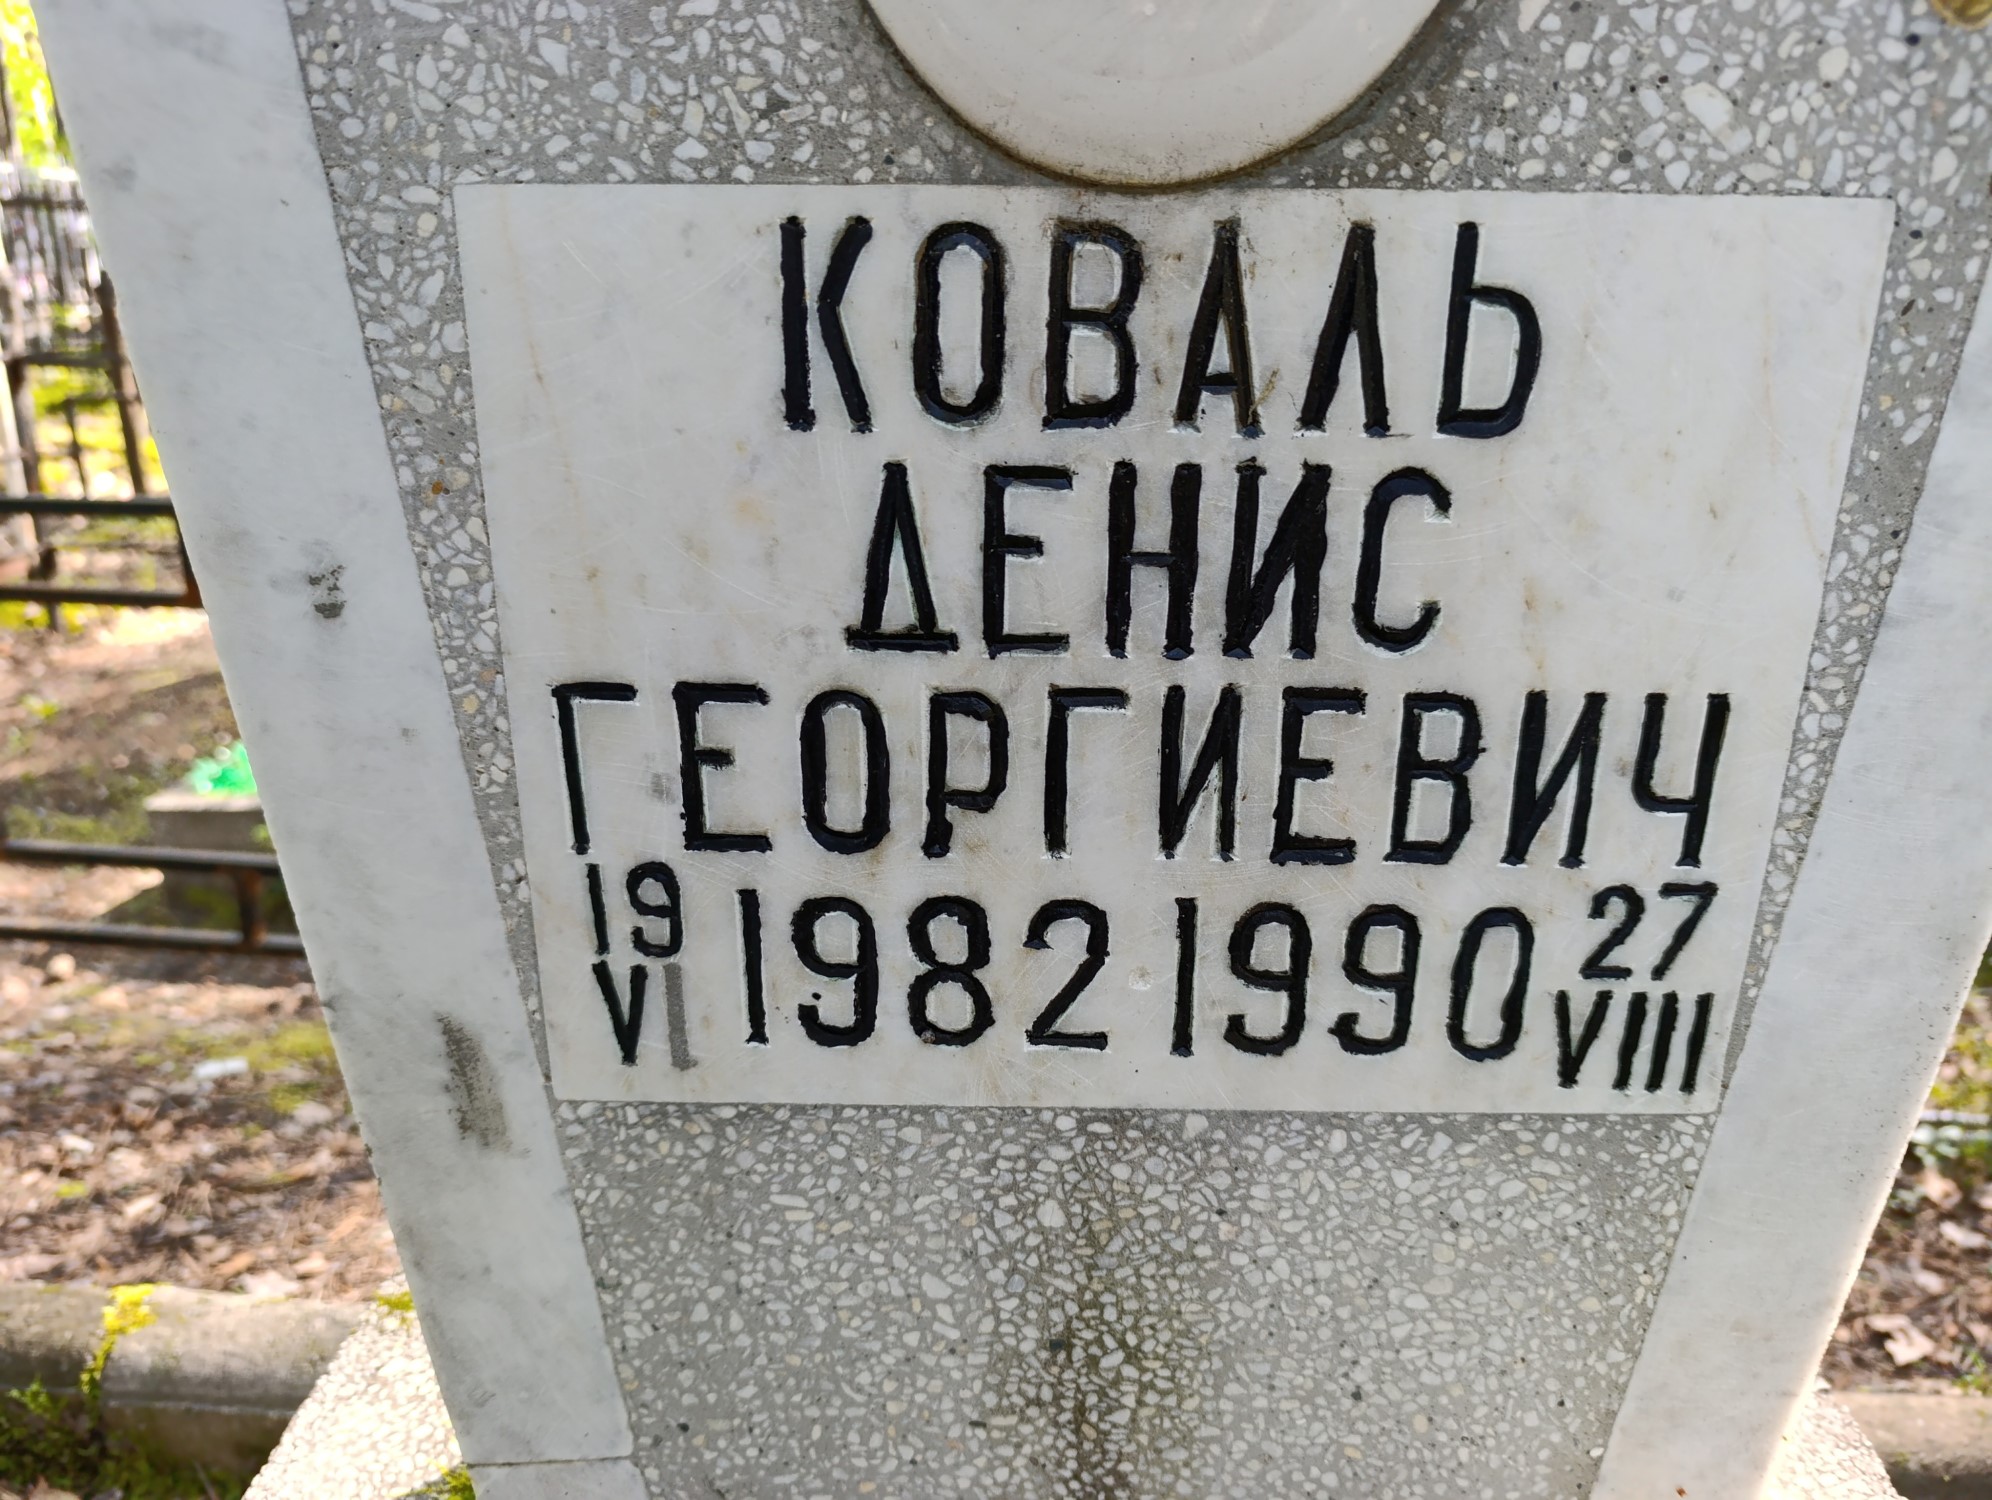 КОВАЛЬ
ДЕНИС
ГЕОРГИЕВИЧ
19 VI 1982 1990 27 VIII